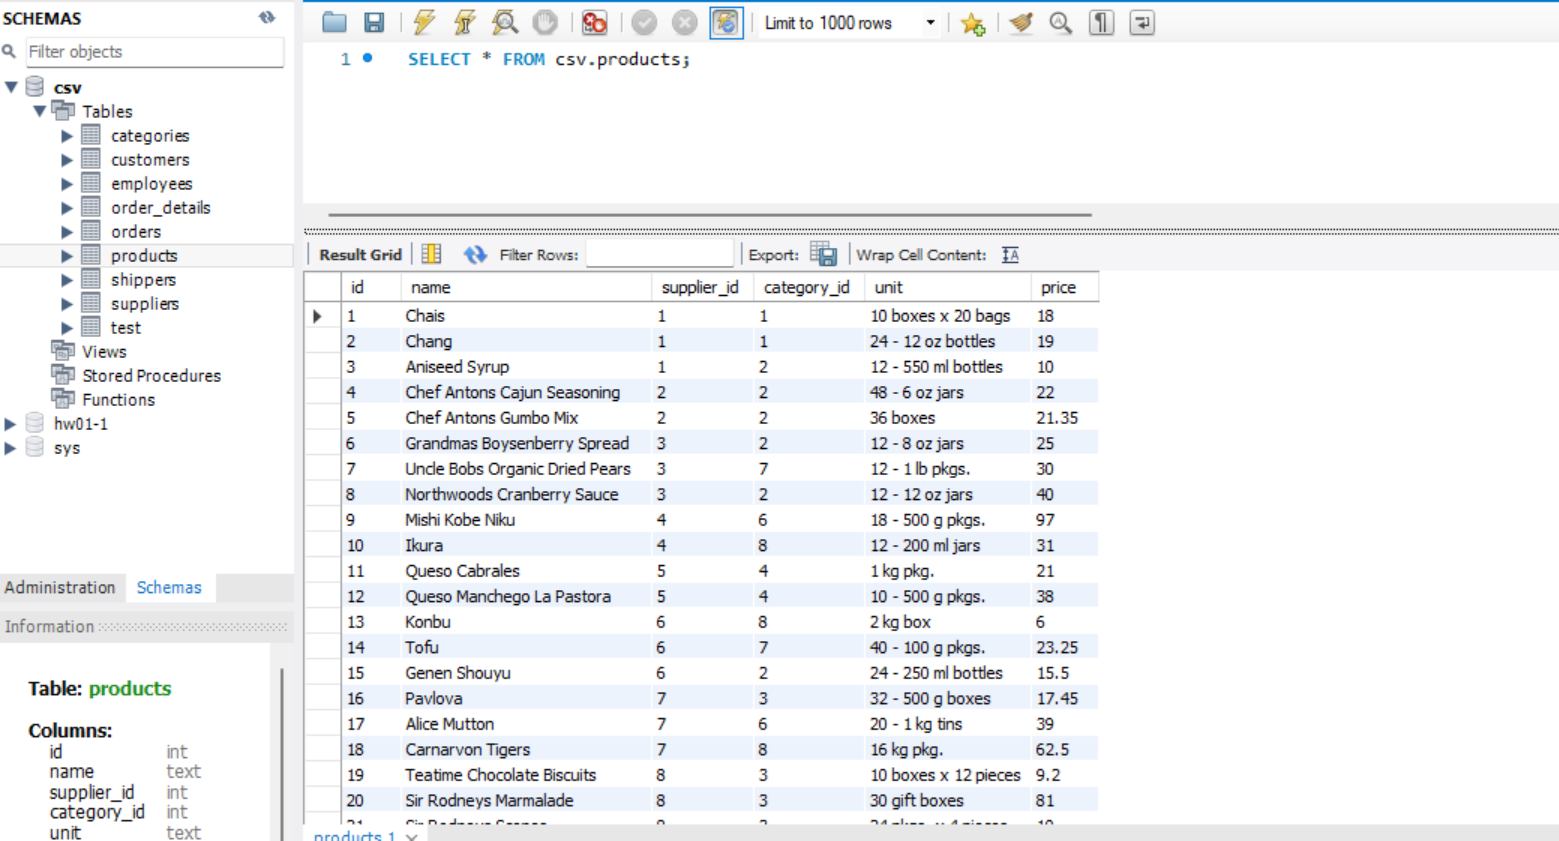 SCHEMAS
Filter objects
csv
Tables
categories
customers
employees
order_details
orders
products
shippers
suppliers
test
Views
Stored Procedures
Functions
hw01-1
sys
Administration Schemas
Information
Table: products
Columns:
id int
name text
supplier_id int
category_id int
unit text
Limit to 1000 rows
1 SELECT * FROM csv.products;
Result Grid Filter Rows: Export: Wrap Cell Content:
id name supplier_id category_id unit price
1 Chais 1 1 10 boxes x 20 bags 18
2 Chang 1 1 24 - 12 oz bottles 19
3 Aniseed Syrup 1 2 12 - 550 ml bottles 10
4 Chef Antons Cajun Seasoning 2 2 48 - 6 oz jars 22
5 Chef Antons Gumbo Mix 2 2 36 boxes 21.35
6 Grandmas Boysenberry Spread 3 2 12 - 8 oz jars 25
7 Uncle Bobs Organic Dried Pears 3 7 12 - 1 lb pkgs. 30
8 Northwoods Cranberry Sauce 3 2 12 - 12 oz jars 40
9 Mishi Kobe Niku 4 6 18 - 500 g pkgs. 97
10 Ikura 4 8 12 - 200 ml jars 31
11 Queso Cabrales 5 4 1 kg pkg. 21
12 Queso Manchego La Pastora 5 4 10 - 500 g pkgs. 38
13 Konbu 6 8 2 kg box 6
14 Tofu 6 7 40 - 100 g pkgs. 23.25
15 Genen Shouyu 6 2 24 - 250 ml bottles 15.5
16 Pavlova 7 3 32 - 500 g boxes 17.45
17 Alice Mutton 7 6 20 - 1 kg tins 39
18 Carnarvon Tigers 7 8 16 kg pkg. 62.5
19 Teatime Chocolate Biscuits 8 3 10 boxes x 12 pieces 9.2
20 Sir Rodneys Marmalade 8 3 30 gift boxes 81
products 1